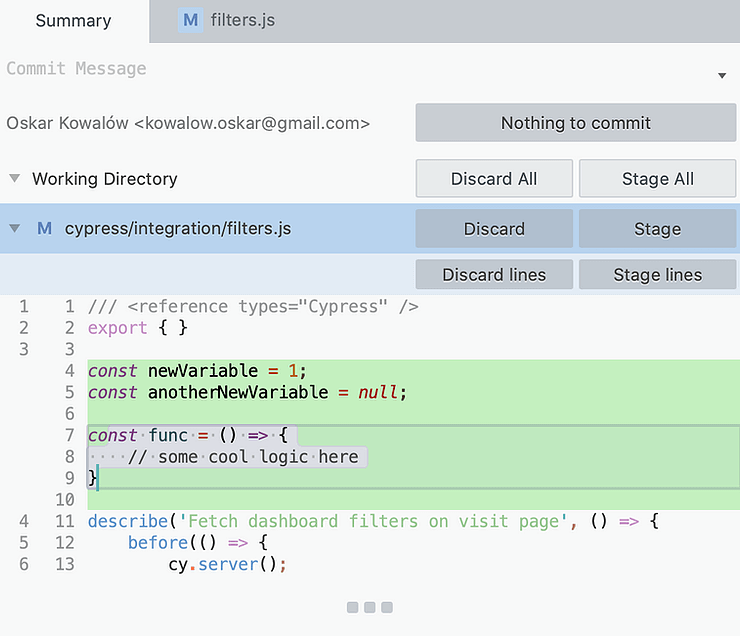 Summary
M filters.js
Commit Message
Oskar Kowalów <kowalow.oskar@gmail.com> Nothing to commit
Working Directory Discard All Stage All
M cypress/integration/filters.js Discard Stage
Discard lines Stage lines
1 1 /// <reference types="Cypress" />
2 2 export { }
3 3
4 const newVariable = 1;
5 const anotherNewVariable = null;
6
7 const func = () => {
8 // some cool logic here
9 }
10
4 11 describe('Fetch dashboard filters on visit page', () => {
5 12 before(() => {
6 13 cy.server();